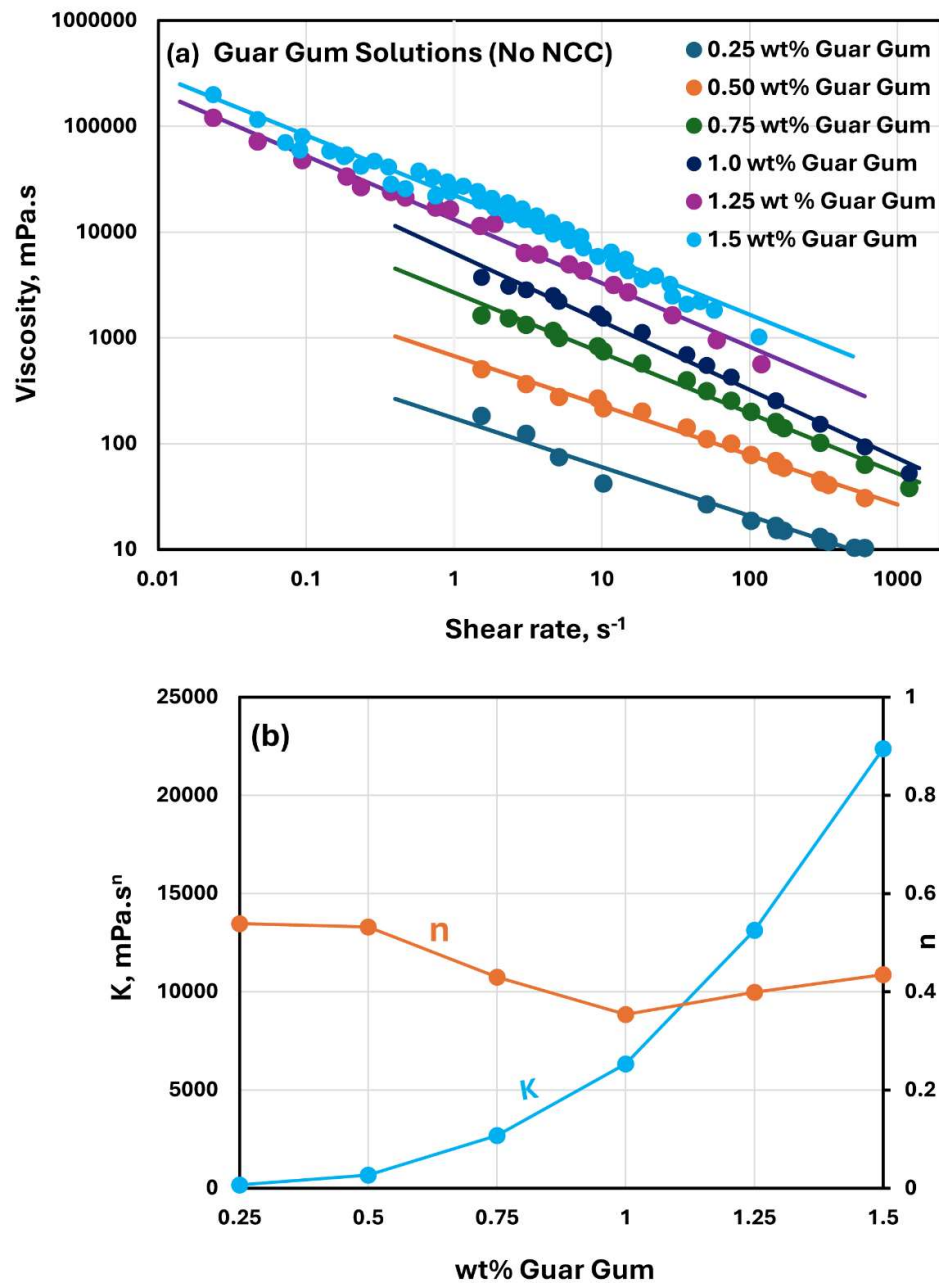 (a) Guar Gum Solutions (No NCC)
0.25 wt% Guar Gum
0.50 wt% Guar Gum
0.75 wt% Guar Gum
1.0 wt% Guar Gum
1.25 wt % Guar Gum
1.5 wt% Guar Gum
Viscosity, mPa.s
1000000
100000
10000
1000
100
10
0.01 0.1 1 10 100 1000
Shear rate, s⁻¹
(b)
K, mPa.sⁿ
25000
20000
15000
10000
5000
0
n
K
1
0.8
0.6
0.4
0.2
0
n
0.25 0.5 0.75 1 1.25 1.5
wt% Guar Gum